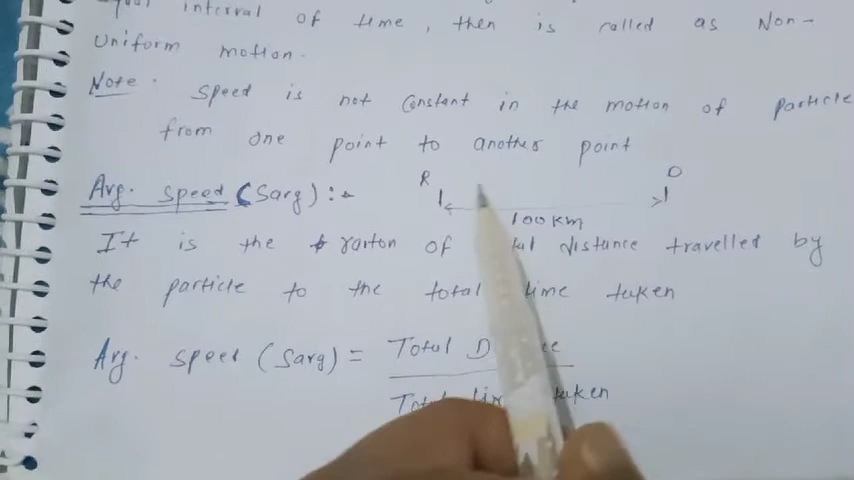 interval of time, then is called as Non-
Uniform motion.
Note. Speed is not Constant in the motion of particle
from one point to another point
R D
100 km
Avg. speed (Savg) :-
It is the ration of distance travelled by
the particle to the total time taken
Avg. speed (Savg) = Total
taken